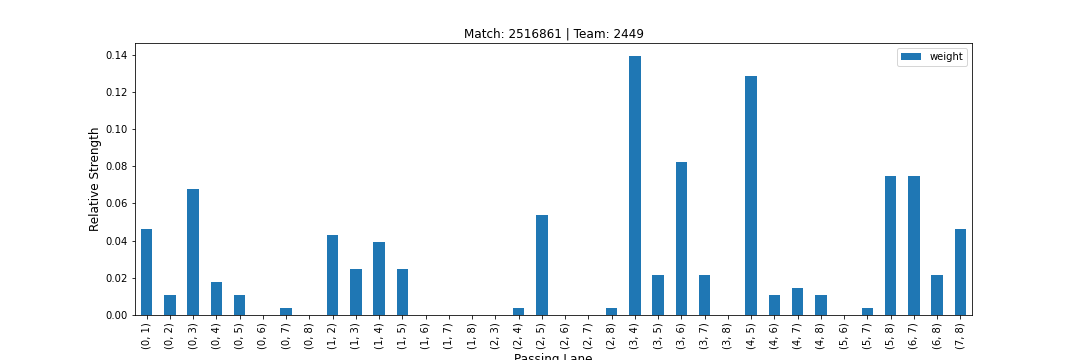 Match: 2516861 | Team: 2449
weight
Relative Strength
0.14
0.12
0.10
0.08
0.06
0.04
0.02
0.00
(0, 1) (0, 2) (0, 3) (0, 4) (0, 5) (0, 6) (0, 7) (0, 8) (1, 2) (1, 3) (1, 4) (1, 5) (1, 6) (1, 7) (1, 8) (2, 3) (2, 4) (2, 5) (2, 6) (2, 7) (2, 8) (3, 4) (3, 5) (3, 6) (3, 7) (3, 8) (4, 5) (4, 6) (4, 7) (4, 8) (5, 6) (5, 7) (5, 8) (6, 7) (6, 8) (7, 8)
Passing Lane